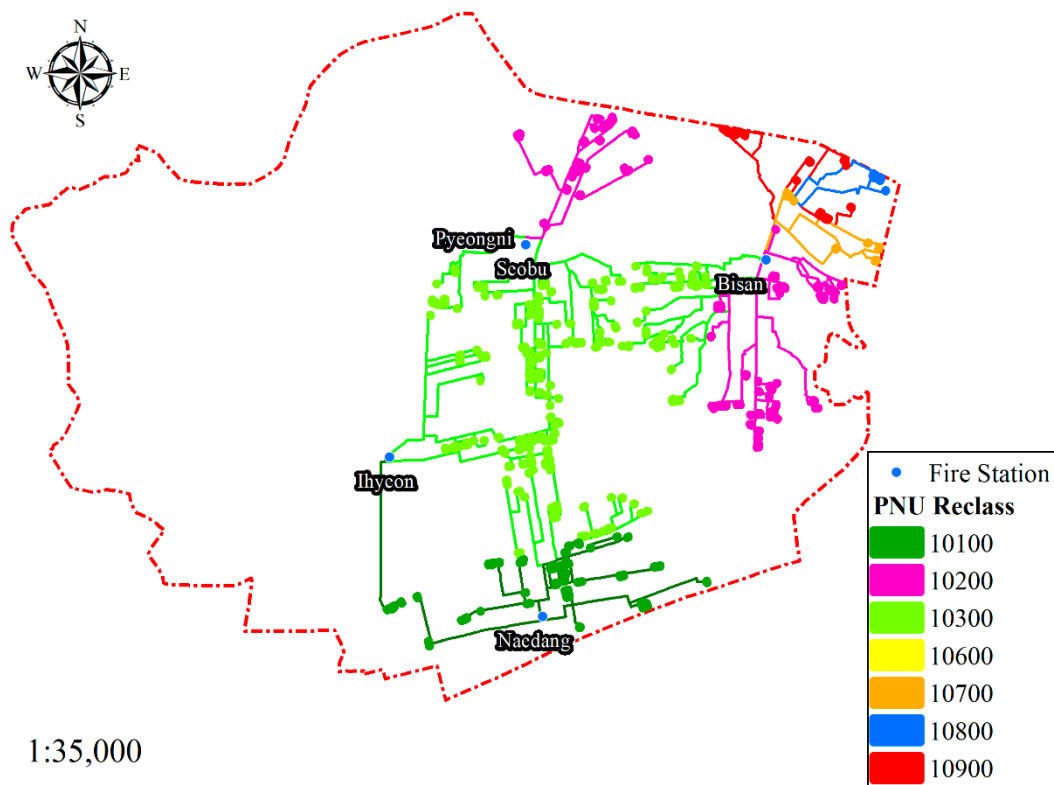 N
W E
S
Pyeongni
Seobu
Bisan
Ihyeon
Naedang
Fire Station
PNU Reclass
10100
10200
10300
10600
10700
10800
10900
1:35,000